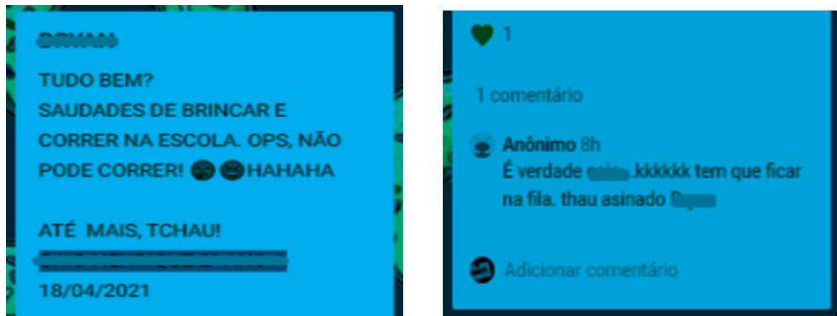 TUDO BEM?
SAUDADES DE BRINCAR E
CORRER NA ESCOLA. OPS, NÃO
PODE CORRER! HAHAHA
ATÉ MAIS, TCHAU!
18/04/2021
1
1 comentário
Anônimo 8h
É verdade .kkkkkk tem que ficar
na fila. thau asinado
Adicionar comentário